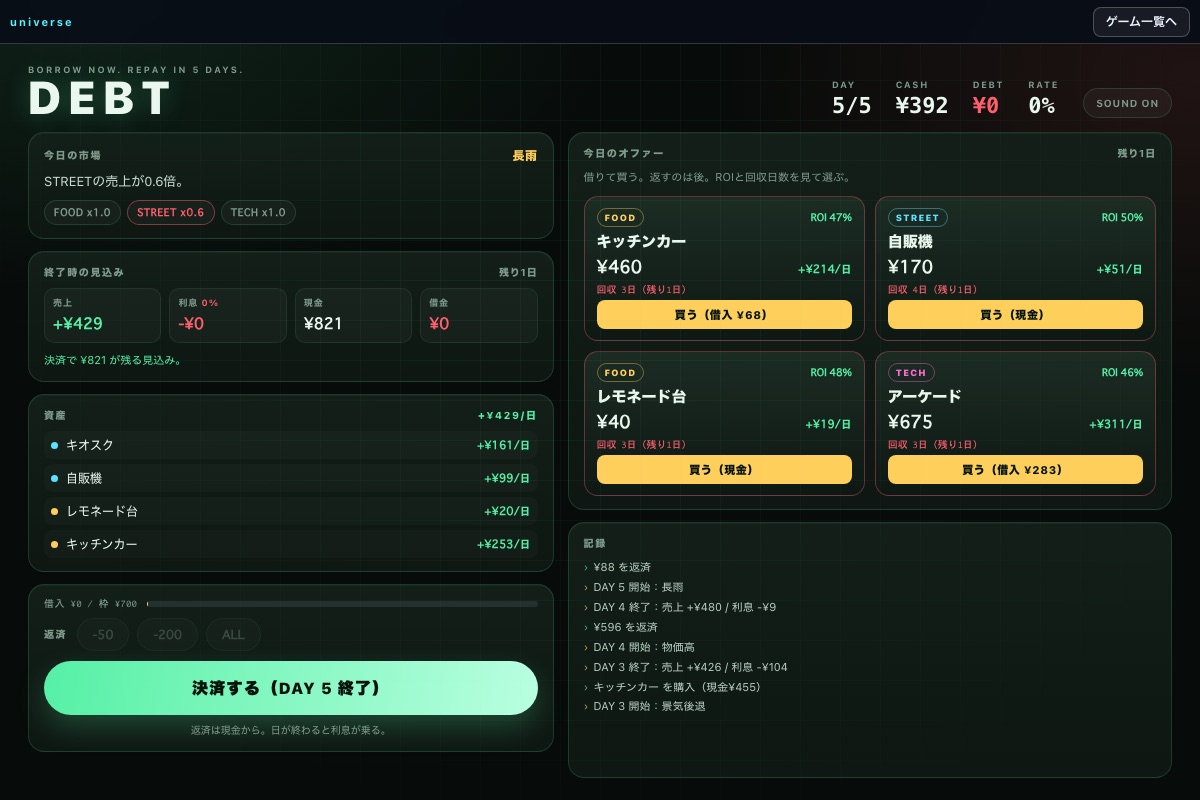 universe
ゲーム一覧へ
BORROW NOW. REPAY IN 5 DAYS.
DEBT
DAY
5/5
CASH
¥392
DEBT
¥0
RATE
0%
SOUND ON
今日の市場
長雨
STREETの売上が0.6倍。
FOOD x1.0
STREET x0.6
TECH x1.0
終了時の見込み
残り1日
売上
+¥429
利息 0%
-¥0
現金
¥821
借金
¥0
決済で ¥821 が残る見込み。
資産
+¥429/日
キオスク
+¥161/日
自販機
+¥99/日
レモネード台
+¥20/日
キッチンカー
+¥253/日
借入 ¥0 / 枠 ¥700
返済
-50
-200
ALL
決済する（DAY 5 終了）
返済は現金から。日が終わると利息が乗る。
今日のオファー
残り1日
借りて買う。返すのは後。ROIと回収日数を見て選ぶ。
FOOD
ROI 47%
キッチンカー
¥460
+¥214/日
回収 3日（残り1日）
買う（借入 ¥68）
STREET
ROI 50%
自販機
¥170
+¥51/日
回収 4日（残り1日）
買う（現金）
FOOD
ROI 48%
レモネード台
¥40
+¥19/日
回収 3日（残り1日）
買う（現金）
TECH
ROI 46%
アーケード
¥675
+¥311/日
回収 3日（残り1日）
買う（借入 ¥283）
記録
› ¥88 を返済
› DAY 5 開始：長雨
› DAY 4 終了：売上 +¥480 / 利息 -¥9
› ¥596 を返済
› DAY 4 開始：物価高
› DAY 3 終了：売上 +¥426 / 利息 -¥104
› キッチンカー を購入（現金¥455）
› DAY 3 開始：景気後退